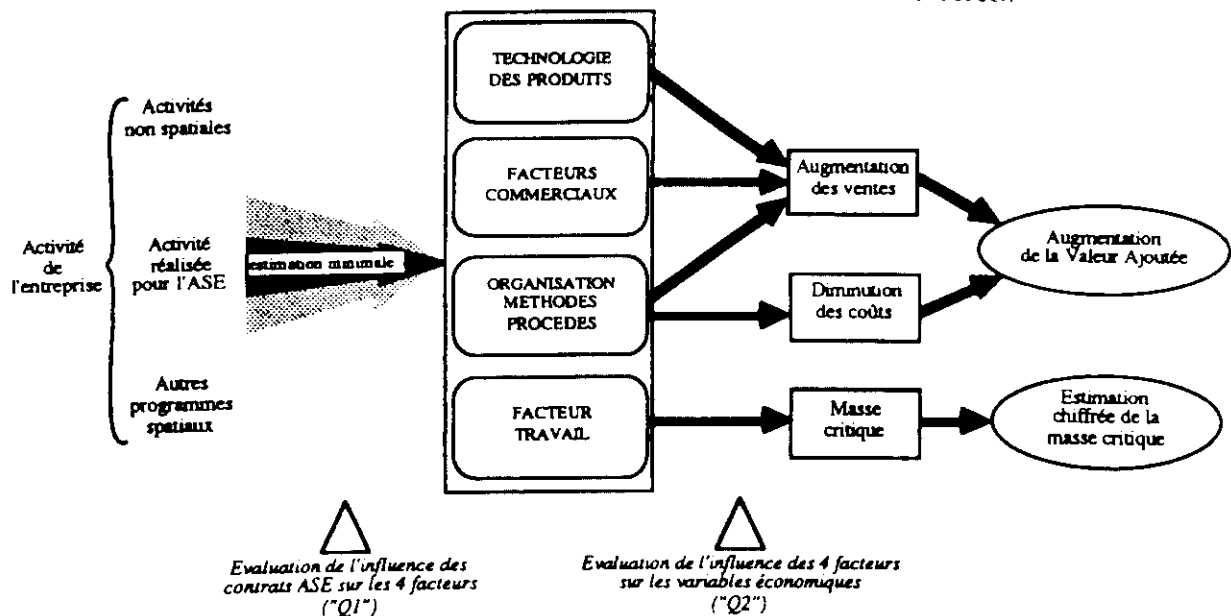 Activité
de
l'entreprise
Activités
non spatiales
Activité
réalisée
pour l'ASE
Autres
programmes
spatiaux
estimation minimale
TECHNOLOGIE
DES PRODUITS
FACTEURS
COMMERCIAUX
ORGANISATION
METHODES
PROCEDES
FACTEUR
TRAVAIL
Augmentation
des ventes
Diminution
des coûts
Masse
critique
Augmentation
de la Valeur Ajoutée
Estimation
chiffrée de la
masse critique
Evaluation de l'influence des
contrats ASE sur les 4 facteurs
("Q1")
Evaluation de l'influence des 4 facteurs
sur les variables économiques
("Q2")